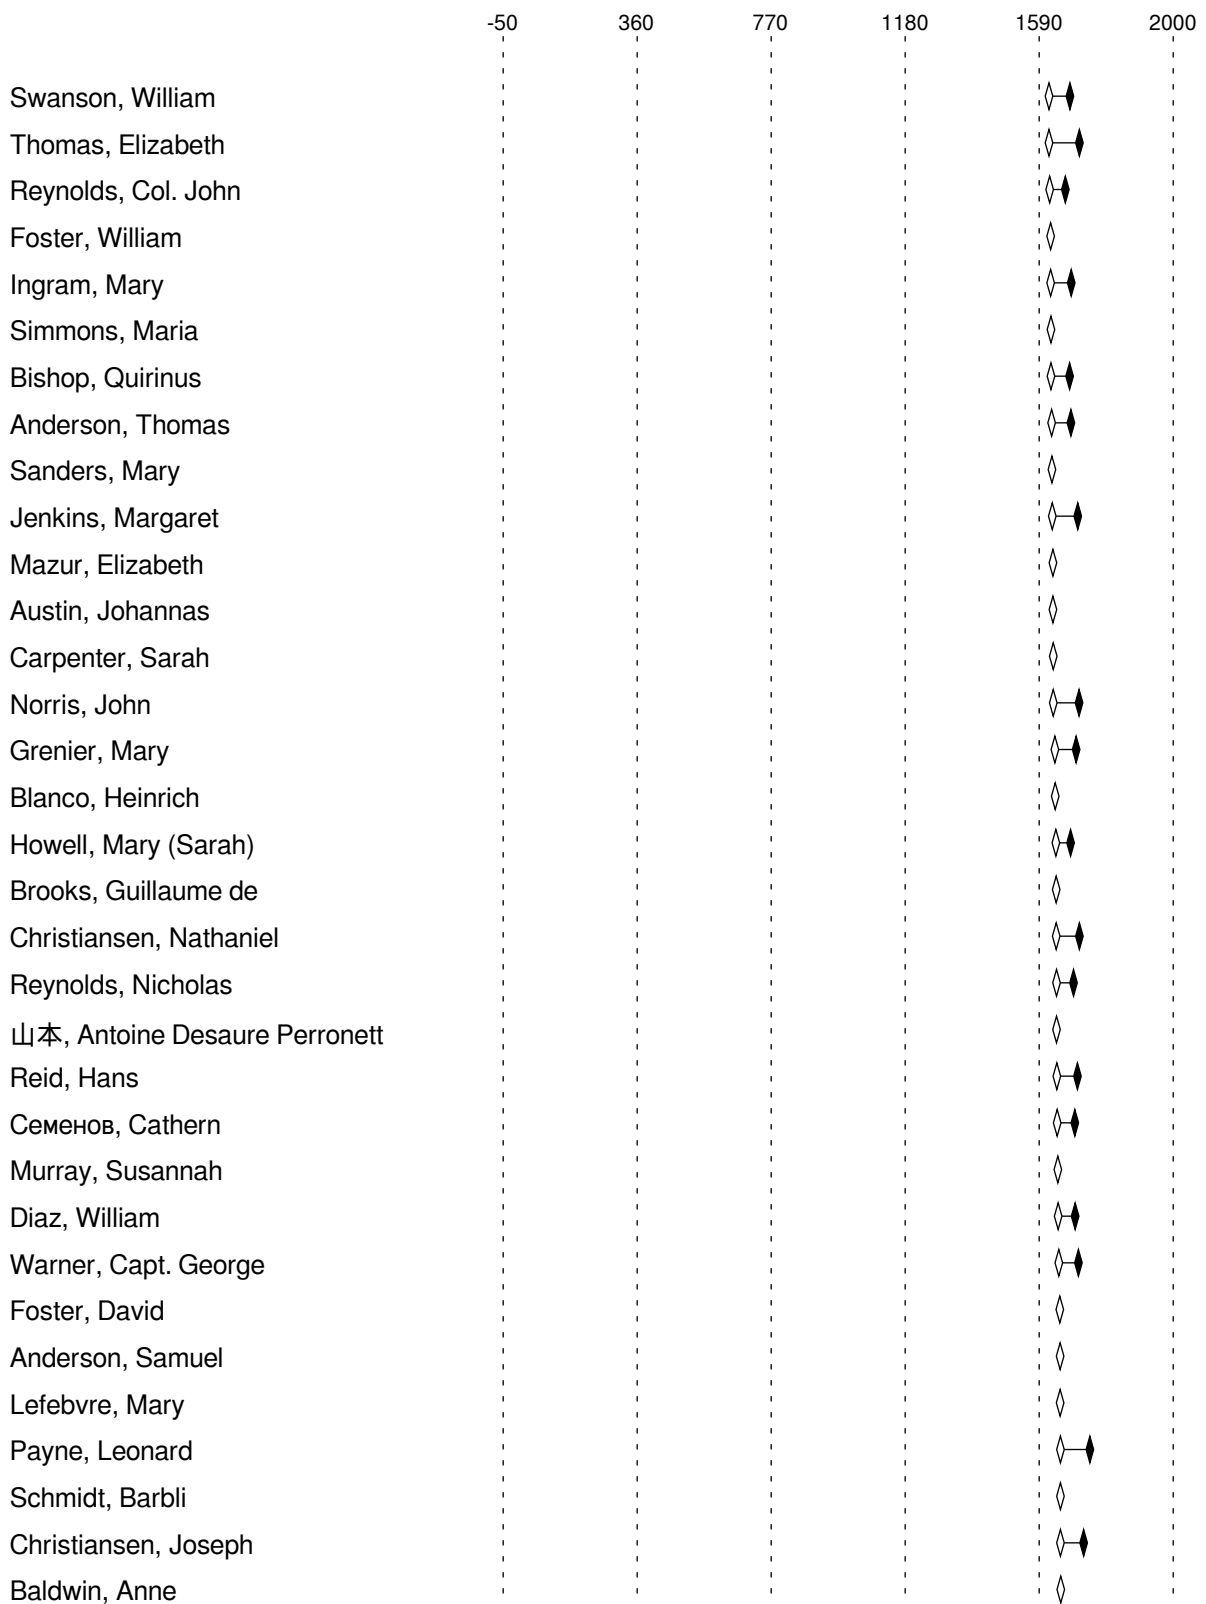 -50 360 770 1180 1590 2000
Swanson, William
Thomas, Elizabeth
Reynolds, Col. John
Foster, William
Ingram, Mary
Simmons, Maria
Bishop, Quirinus
Anderson, Thomas
Sanders, Mary
Jenkins, Margaret
Mazur, Elizabeth
Austin, Johannas
Carpenter, Sarah
Norris, John
Grenier, Mary
Blanco, Heinrich
Howell, Mary (Sarah)
Brooks, Guillaume de
Christiansen, Nathaniel
Reynolds, Nicholas
山本, Antoine Desaure Perronett
Reid, Hans
Семенов, Cathern
Murray, Susannah
Diaz, William
Warner, Capt. George
Foster, David
Anderson, Samuel
Lefebvre, Mary
Payne, Leonard
Schmidt, Barbli
Christiansen, Joseph
Baldwin, Anne